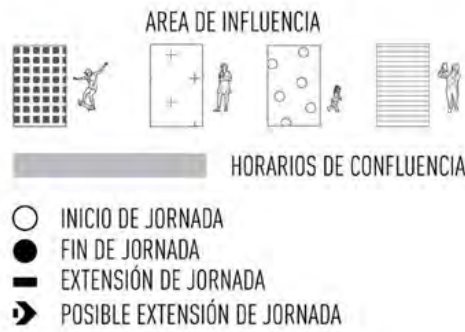 AREA DE INFLUENCIA
HORARIOS DE CONFLUENCIA
INICIO DE JORNADA
FIN DE JORNADA
EXTENSIÓN DE JORNADA
POSIBLE EXTENSIÓN DE JORNADA